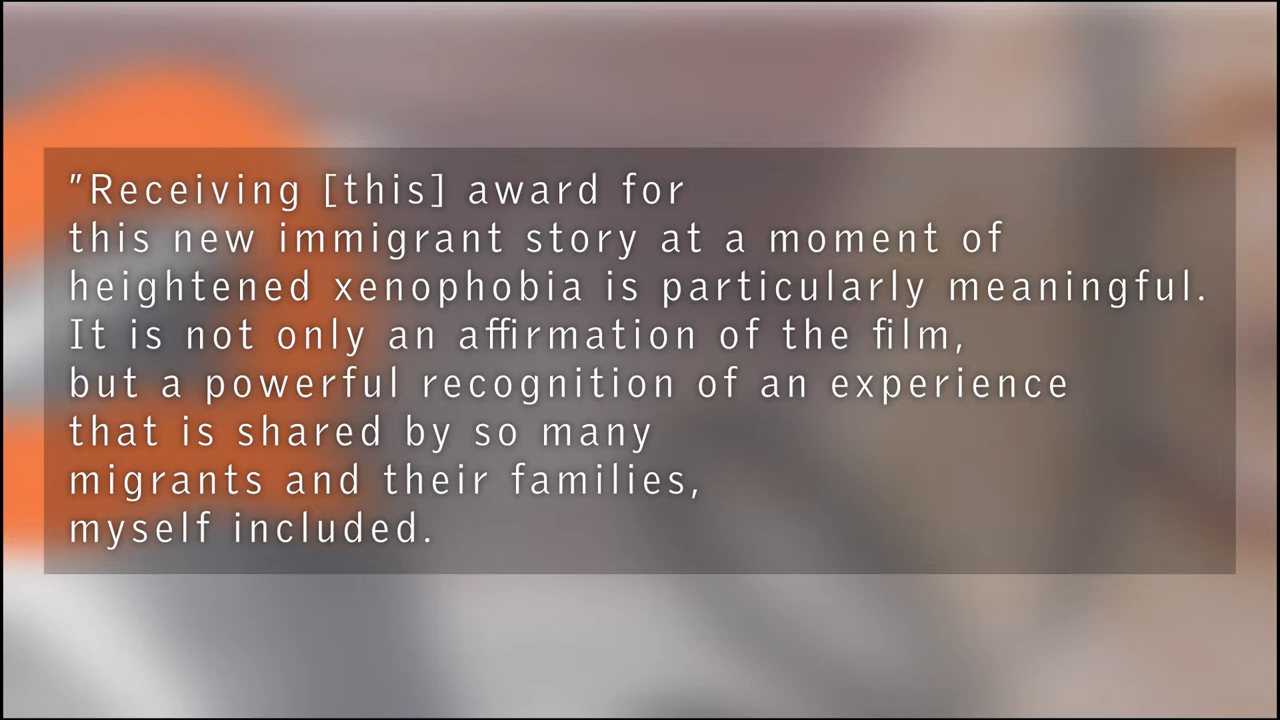 "Receiving [this] award for
this new immigrant story at a moment of
heightened xenophobia is particularly meaningful.
It is not only an affirmation of the film,
but a powerful recognition of an experience
that is shared by so many
migrants and their families,
myself included.